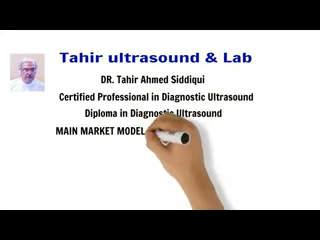 Tahir ultrasound & Lab
DR. Tahir Ahmed Siddiqui
Certified Professional in Diagnostic Ultrasound
Diploma in Diagnostic Ultrasound
MAIN MARKET MODEL